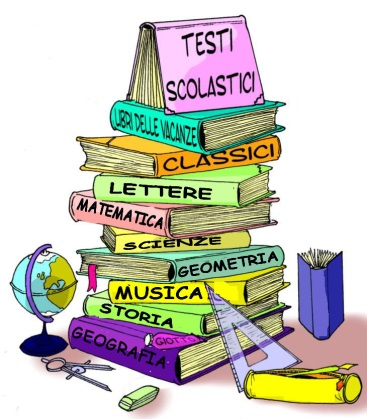 TESTI
SCOLASTICI
LIBRI DELLE VACANZE
CLASSICI
LETTERE
MATEMATICA
SCIENZE
GEOMETRIA
MUSICA
STORIA
GIOTTO
GEOGRAFIA